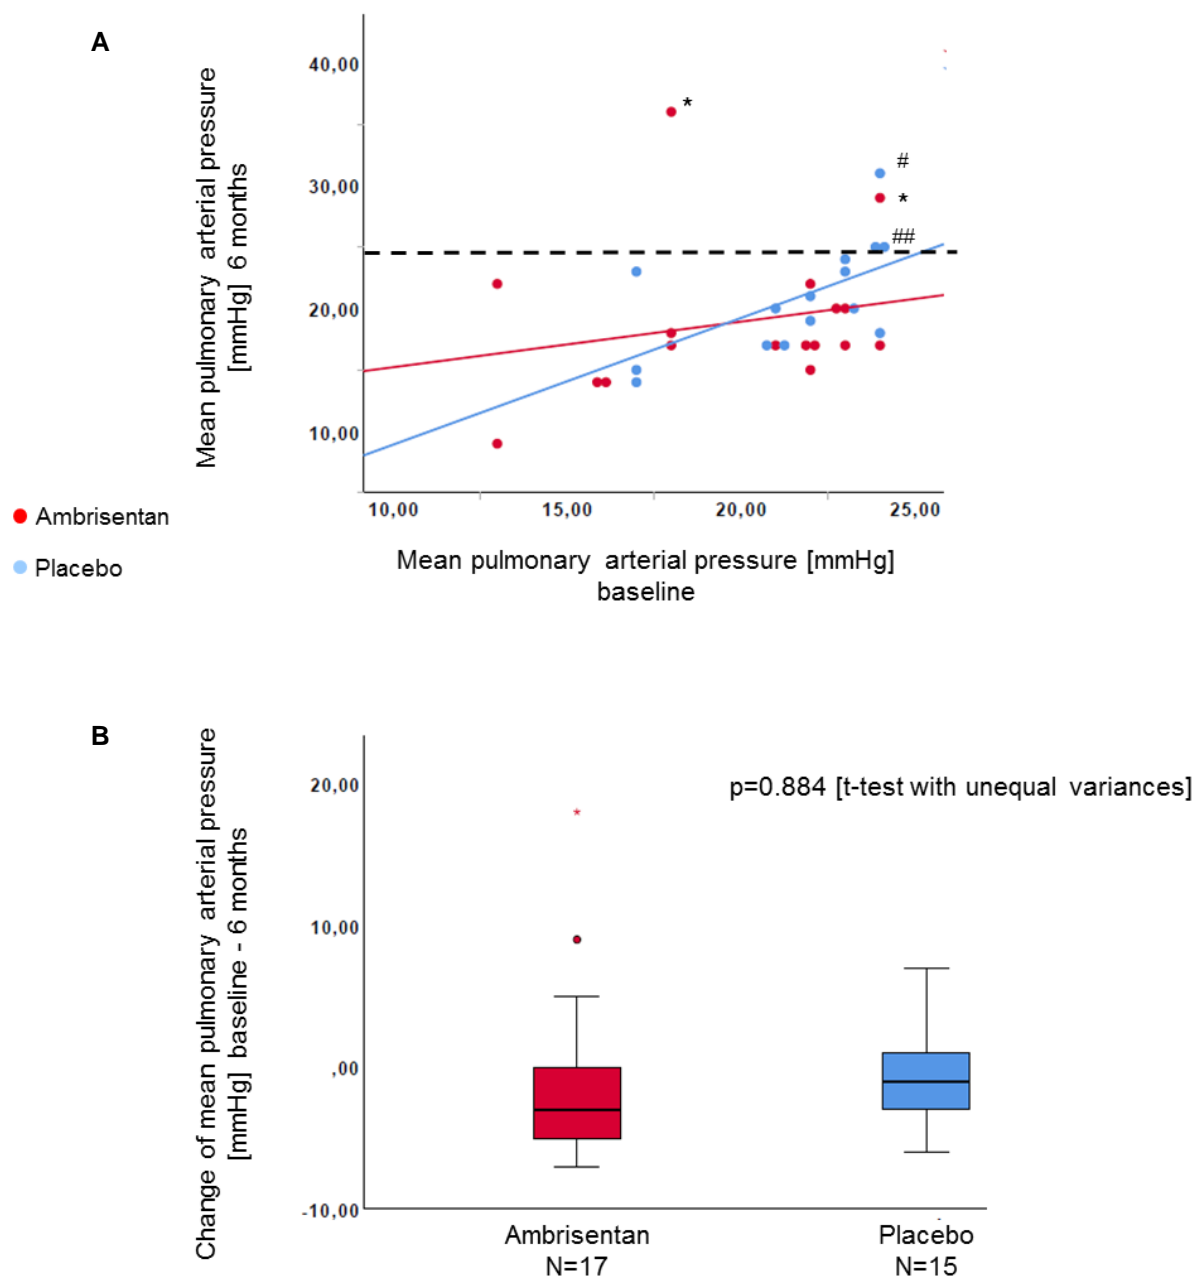 A
Mean pulmonary arterial pressure
[mmHg] 6 months
40,00
30,00
20,00
10,00
*
#
*
##
10,00 15,00 20,00 25,00
Mean pulmonary arterial pressure [mmHg]
baseline
Ambrisentan
Placebo
B
Change of mean pulmonary arterial pressure
[mmHg] baseline - 6 months
20,00
10,00
,00
-10,00
p=0.884 [t-test with unequal variances]
*
Ambrisentan
N=17
Placebo
N=15